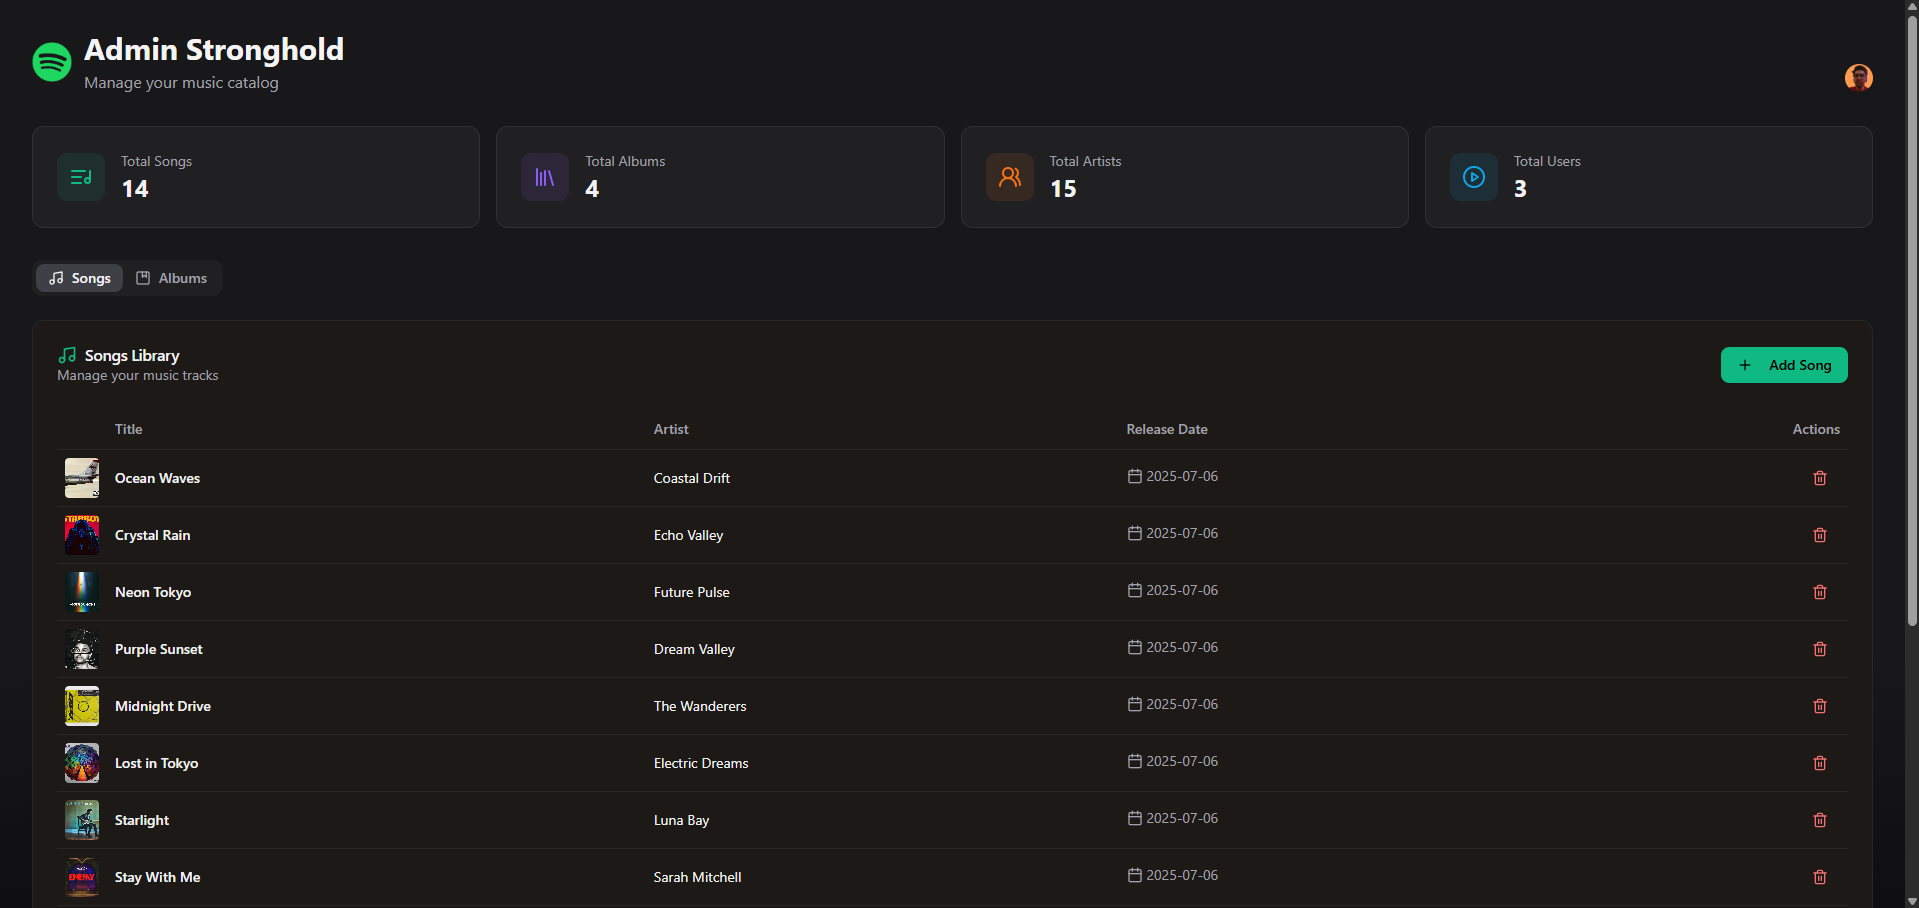 Admin Stronghold
Manage your music catalog
Total Songs
14
Total Albums
4
Total Artists
15
Total Users
3
Songs Albums
Songs Library
Manage your music tracks
+ Add Song
Title Artist Release Date Actions
Ocean Waves Coastal Drift 2025-07-06
Crystal Rain Echo Valley 2025-07-06
Neon Tokyo Future Pulse 2025-07-06
Purple Sunset Dream Valley 2025-07-06
Midnight Drive The Wanderers 2025-07-06
Lost in Tokyo Electric Dreams 2025-07-06
Starlight Luna Bay 2025-07-06
ENEMY
Stay With Me Sarah Mitchell 2025-07-06